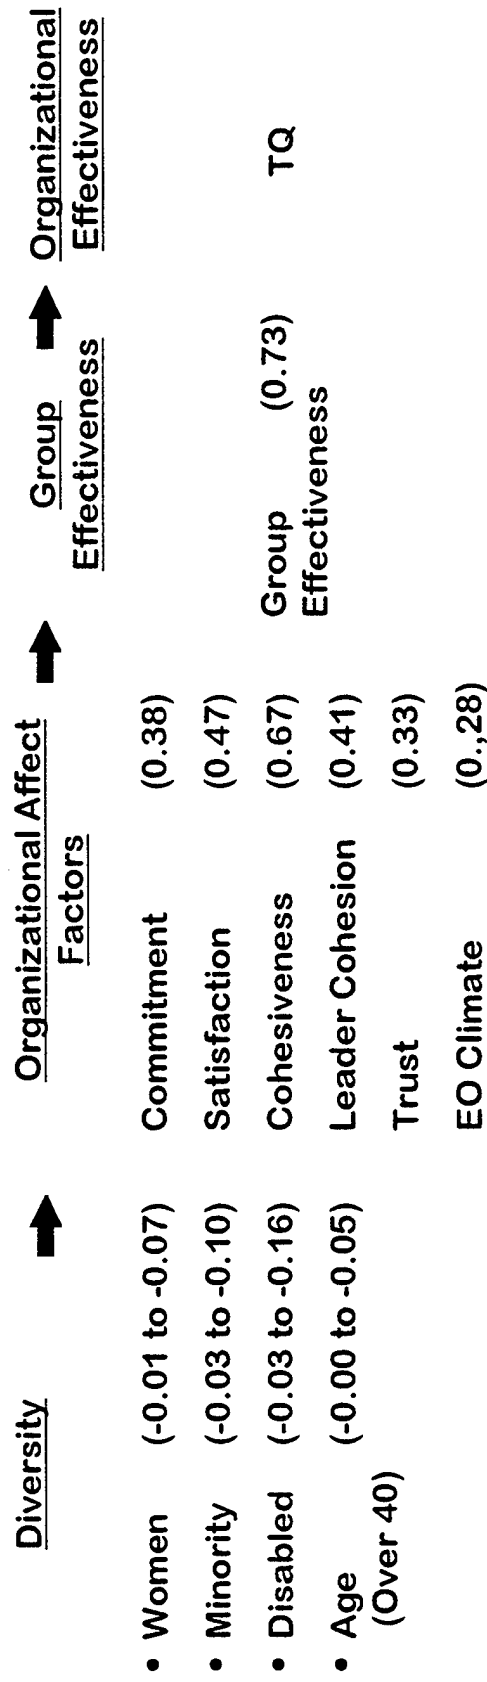 Diversity
Organizational Affect
Factors
Group
Effectiveness
Organizational
Effectiveness
• Women (-0.01 to -0.07)
• Minority (-0.03 to -0.10)
• Disabled (-0.03 to -0.16)
• Age (-0.00 to -0.05)
(Over 40)
Commitment (0.38)
Satisfaction (0.47)
Cohesiveness (0.67)
Leader Cohesion (0.41)
Trust (0.33)
EO Climate (0.,28)
Group (0.73)
Effectiveness
TQ